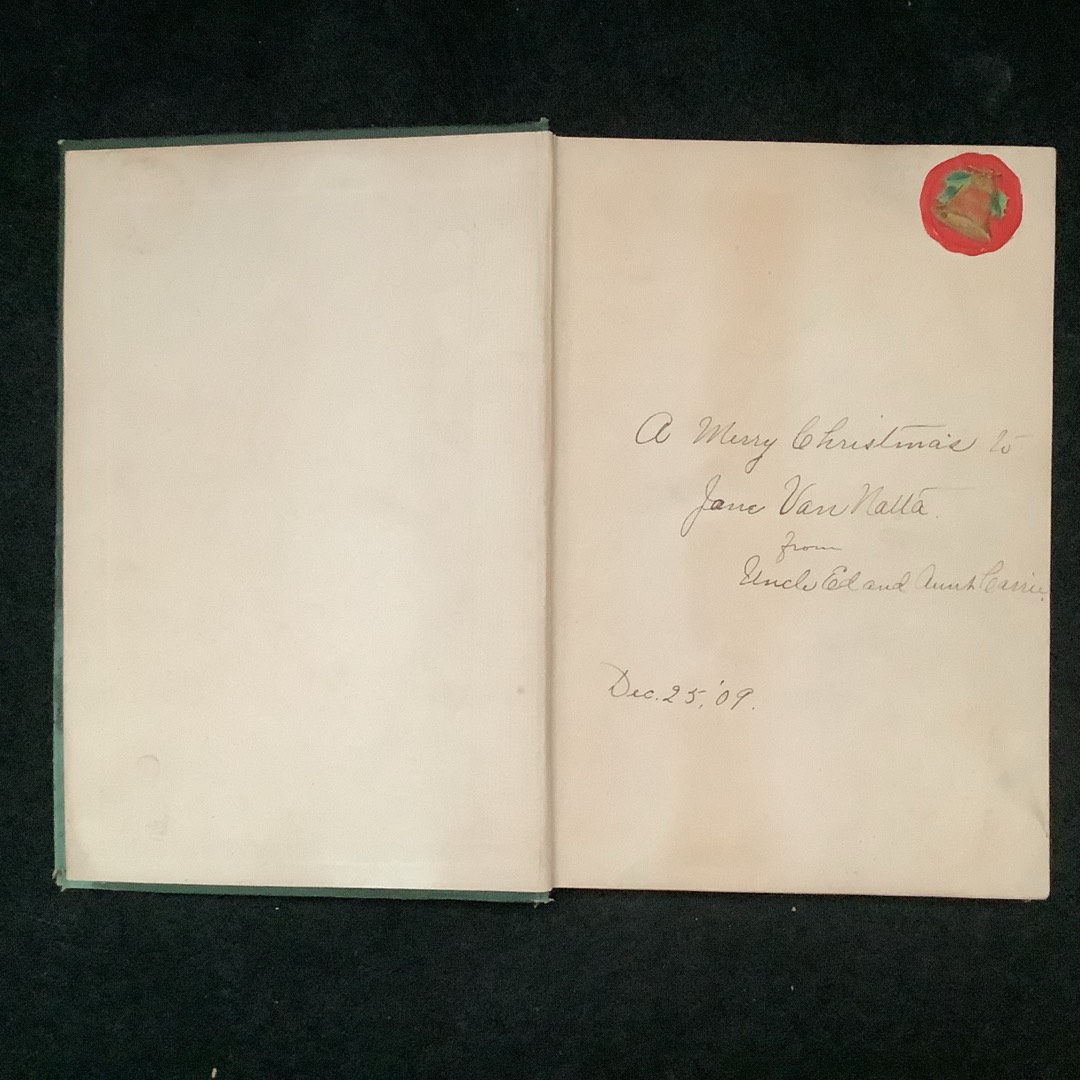 A Merry Christmas to
Jane Van Natta.
from
Uncle Ed and Aunt Carrie.
Dec. 25, '09.